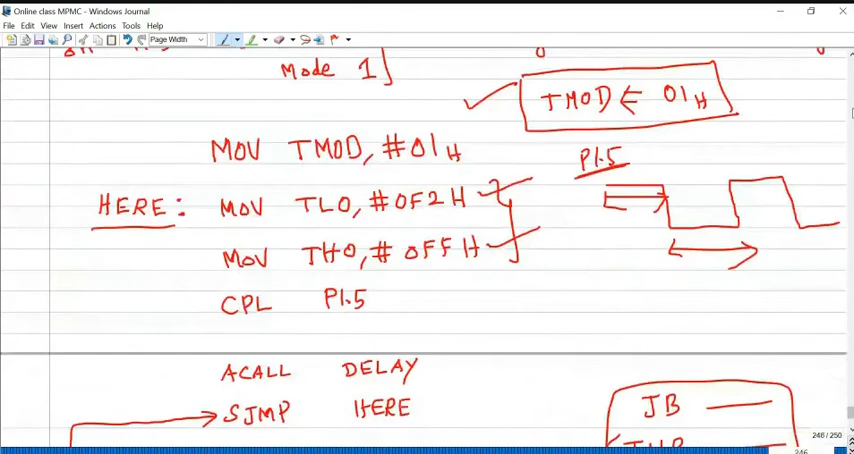 Online class MPMC - Windows Journal
File Edit View Insert Actions Tools Help
Page Width
Mode 1]
TMOD ⇐ 01H
MOV TMOD, #01H
P1.5
HERE: MOV TL0, #0F2H
MOV TH0, #0FFH
CPL P1.5
ACALL DELAY
SJMP HERE
JB
248 / 250
246